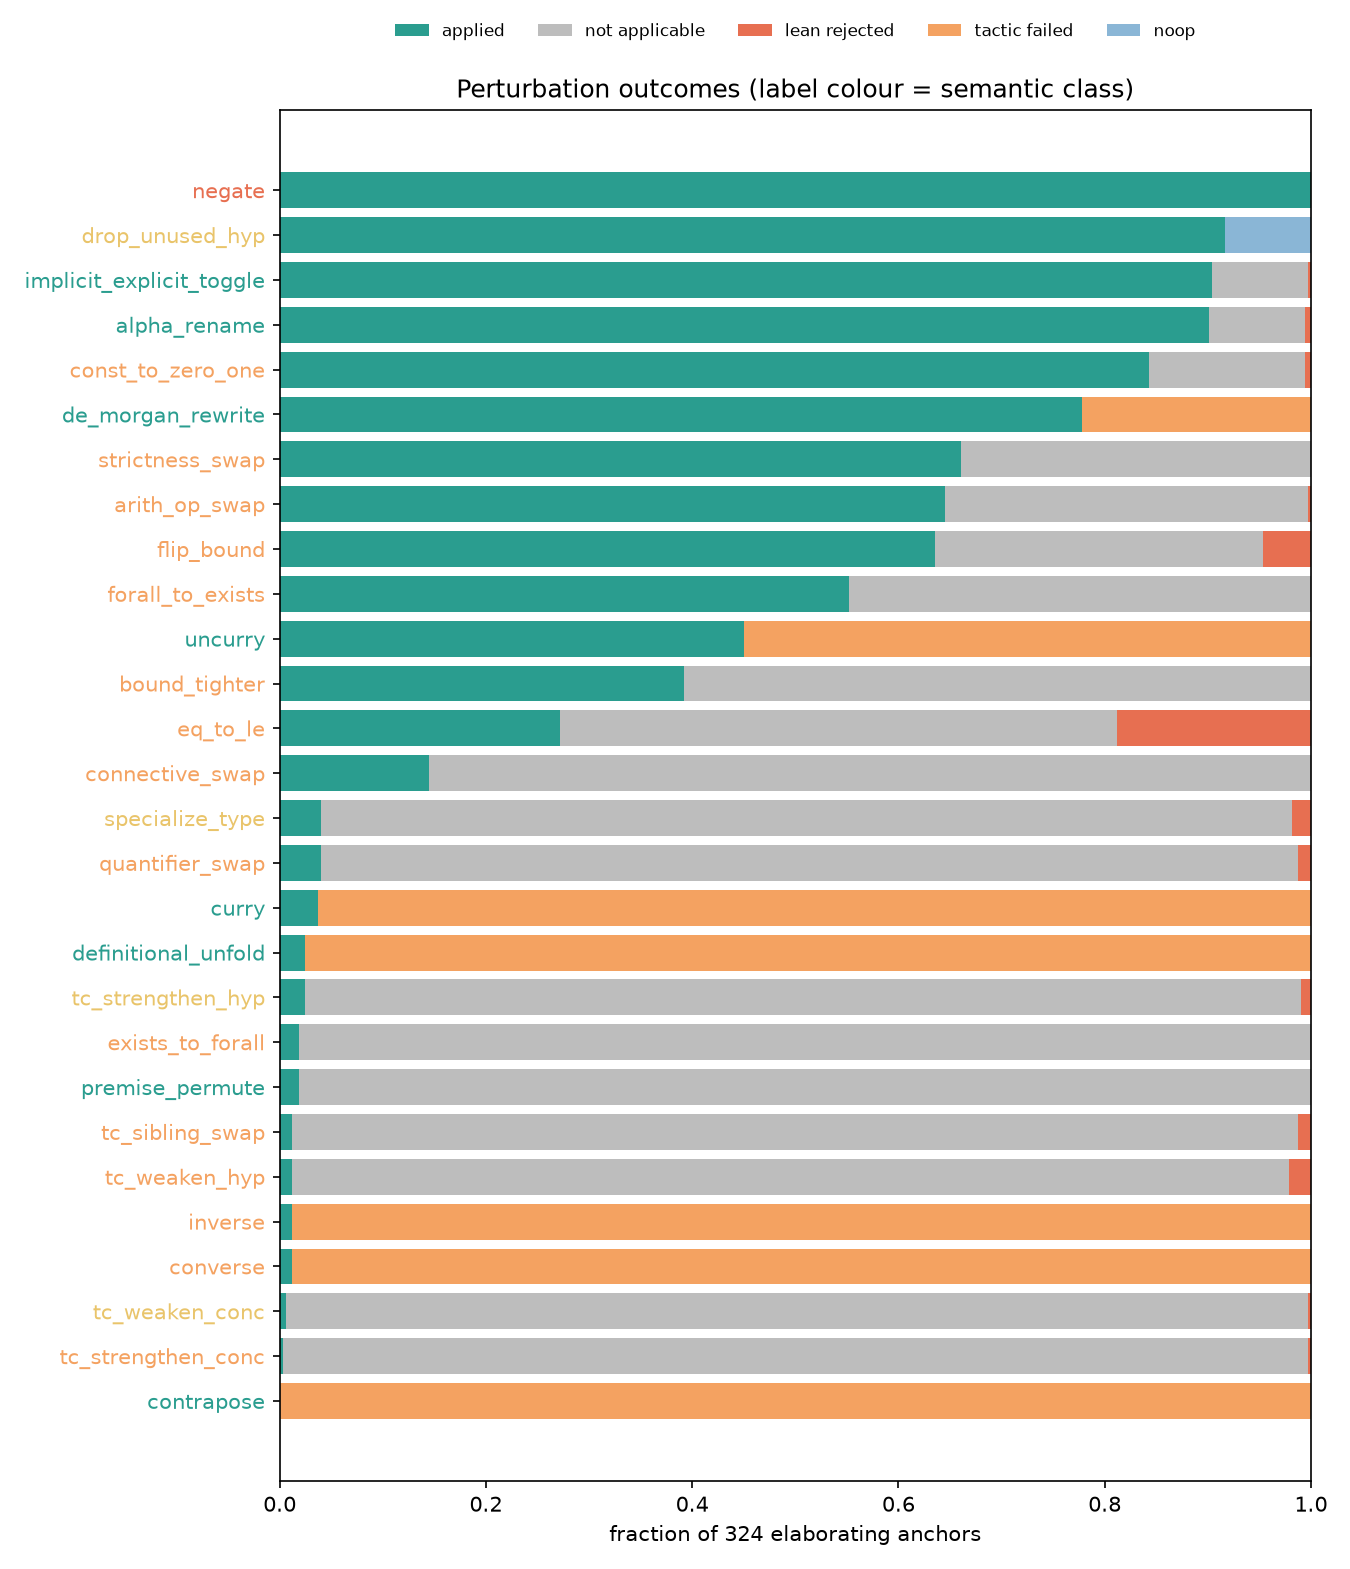 applied not applicable lean rejected tactic failed noop
Perturbation outcomes (label colour = semantic class)
negate
drop_unused_hyp
implicit_explicit_toggle
alpha_rename
const_to_zero_one
de_morgan_rewrite
strictness_swap
arith_op_swap
flip_bound
forall_to_exists
uncurry
bound_tighter
eq_to_le
connective_swap
specialize_type
quantifier_swap
curry
definitional_unfold
tc_strengthen_hyp
exists_to_forall
premise_permute
tc_sibling_swap
tc_weaken_hyp
inverse
converse
tc_weaken_conc
tc_strengthen_conc
contrapose
0.0 0.2 0.4 0.6 0.8 1.0
fraction of 324 elaborating anchors